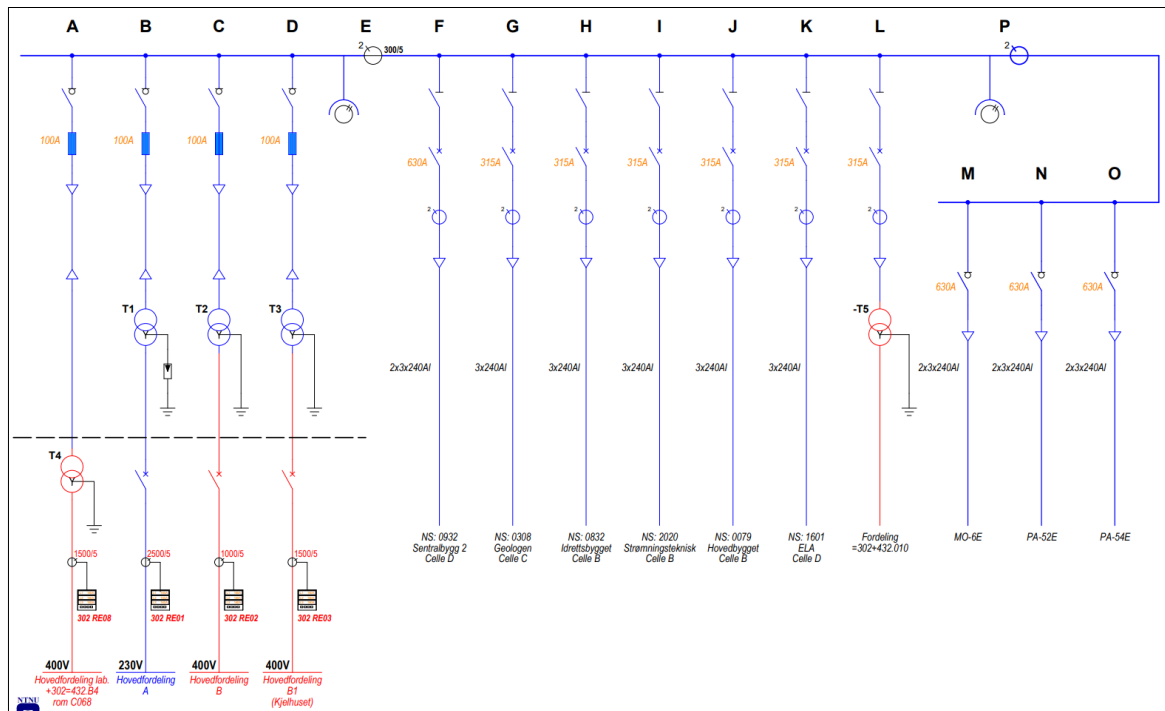 A B C D E F G H I J K L P
2 300/5 2
100A 100A 100A 100A 630A 315A 315A 315A 315A 315A 315A
M N O
2 2 2 2 2 2 2
630A 630A 630A
T1 T2 T3 -T5
2x3x240Al 3x240Al 3x240Al 3x240Al 3x240Al 3x240Al 2x3x240Al 2x3x240Al 2x3x240Al
T4
NS: 0932
Sentralbygg 2
Celle D
NS: 0308
Geologen
Celle C
NS: 0832
Idrettsbygget
Celle B
NS: 2020
Strømningsteknisk
Celle B
NS: 0079
Hovedbygget
Celle B
NS: 1601
ELA
Celle D
Fordeling
=302+432.010
MO-6E
PA-52E
PA-54E
1500/5 2500/5 1000/5 1500/5
302 RE08 302 RE01 302 RE02 302 RE03
400V
Hovedfordeling lab.
+302=432.B4
rom C068
230V
Hovedfordeling
A
400V
Hovedfordeling
B
400V
Hovedfordeling
B1
(Kjelhuset)
NTNU